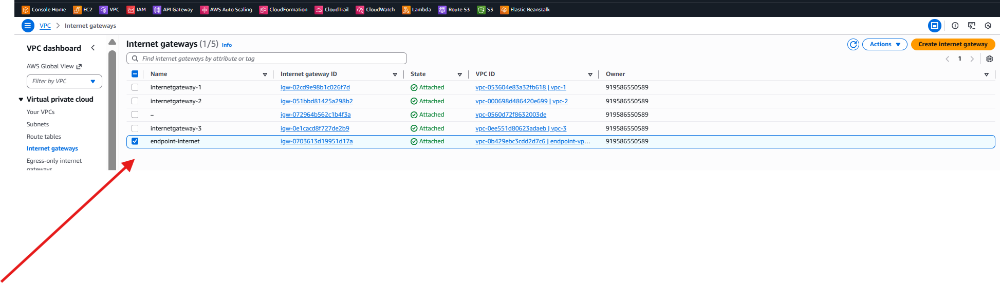 Console Home EC2 VPC IAM API Gateway AWS Auto Scaling CloudFormation CloudTrail CloudWatch Lambda Route 53 S3 Elastic Beanstalk
VPC Internet gateways
VPC dashboard
AWS Global View
Filter by VPC
Virtual private cloud
Your VPCs
Subnets
Route tables
Internet gateways
Egress-only internet
gateways
Internet gateways (1/5) Info
Actions Create internet gateway
Find internet gateways by attribute or tag
1
Name Internet gateway ID State VPC ID Owner
internetgateway-1 igw-02cd9e98b1c026f7d Attached vpc-053604e83a32fb618 | vpc-1 919586550589
internetgateway-2 igw-051bbd81425a298b2 Attached vpc-000698d486420e699 | vpc-2 919586550589
– igw-072964b562c1b4f3a Attached vpc-0560d72f8632003de 919586550589
internetgateway-3 igw-0e1cacd8f727de2b9 Attached vpc-0ee551d80623adaeb | vpc-3 919586550589
endpoint-internet igw-0703613d19951d17a Attached vpc-0b429ebc3cdd2d7c6 | endpoint-vp... 919586550589